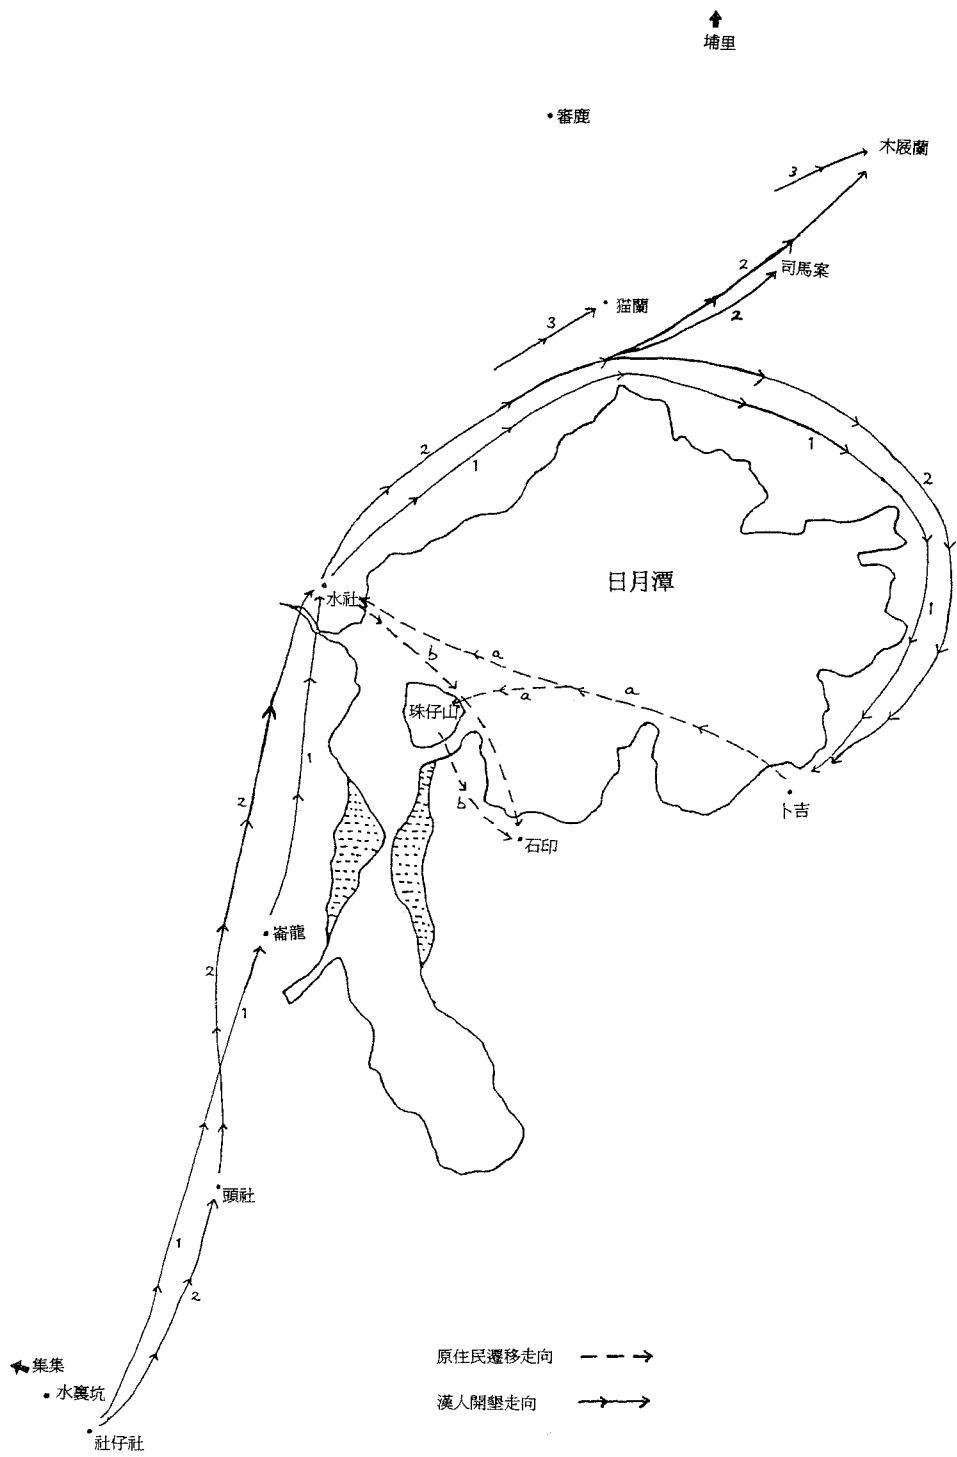 埔里
審鹿
木屐蘭
3
2
司馬案
猫蘭
3
2
2
1
1
2
日月潭
水社
1
b
a
a
a
珠仔山
1
2
b
卜吉
石印
崙龍
2
1
頭社
1
2
集集
水裏坑
社仔社
原住民遷移走向
漢人開墾走向